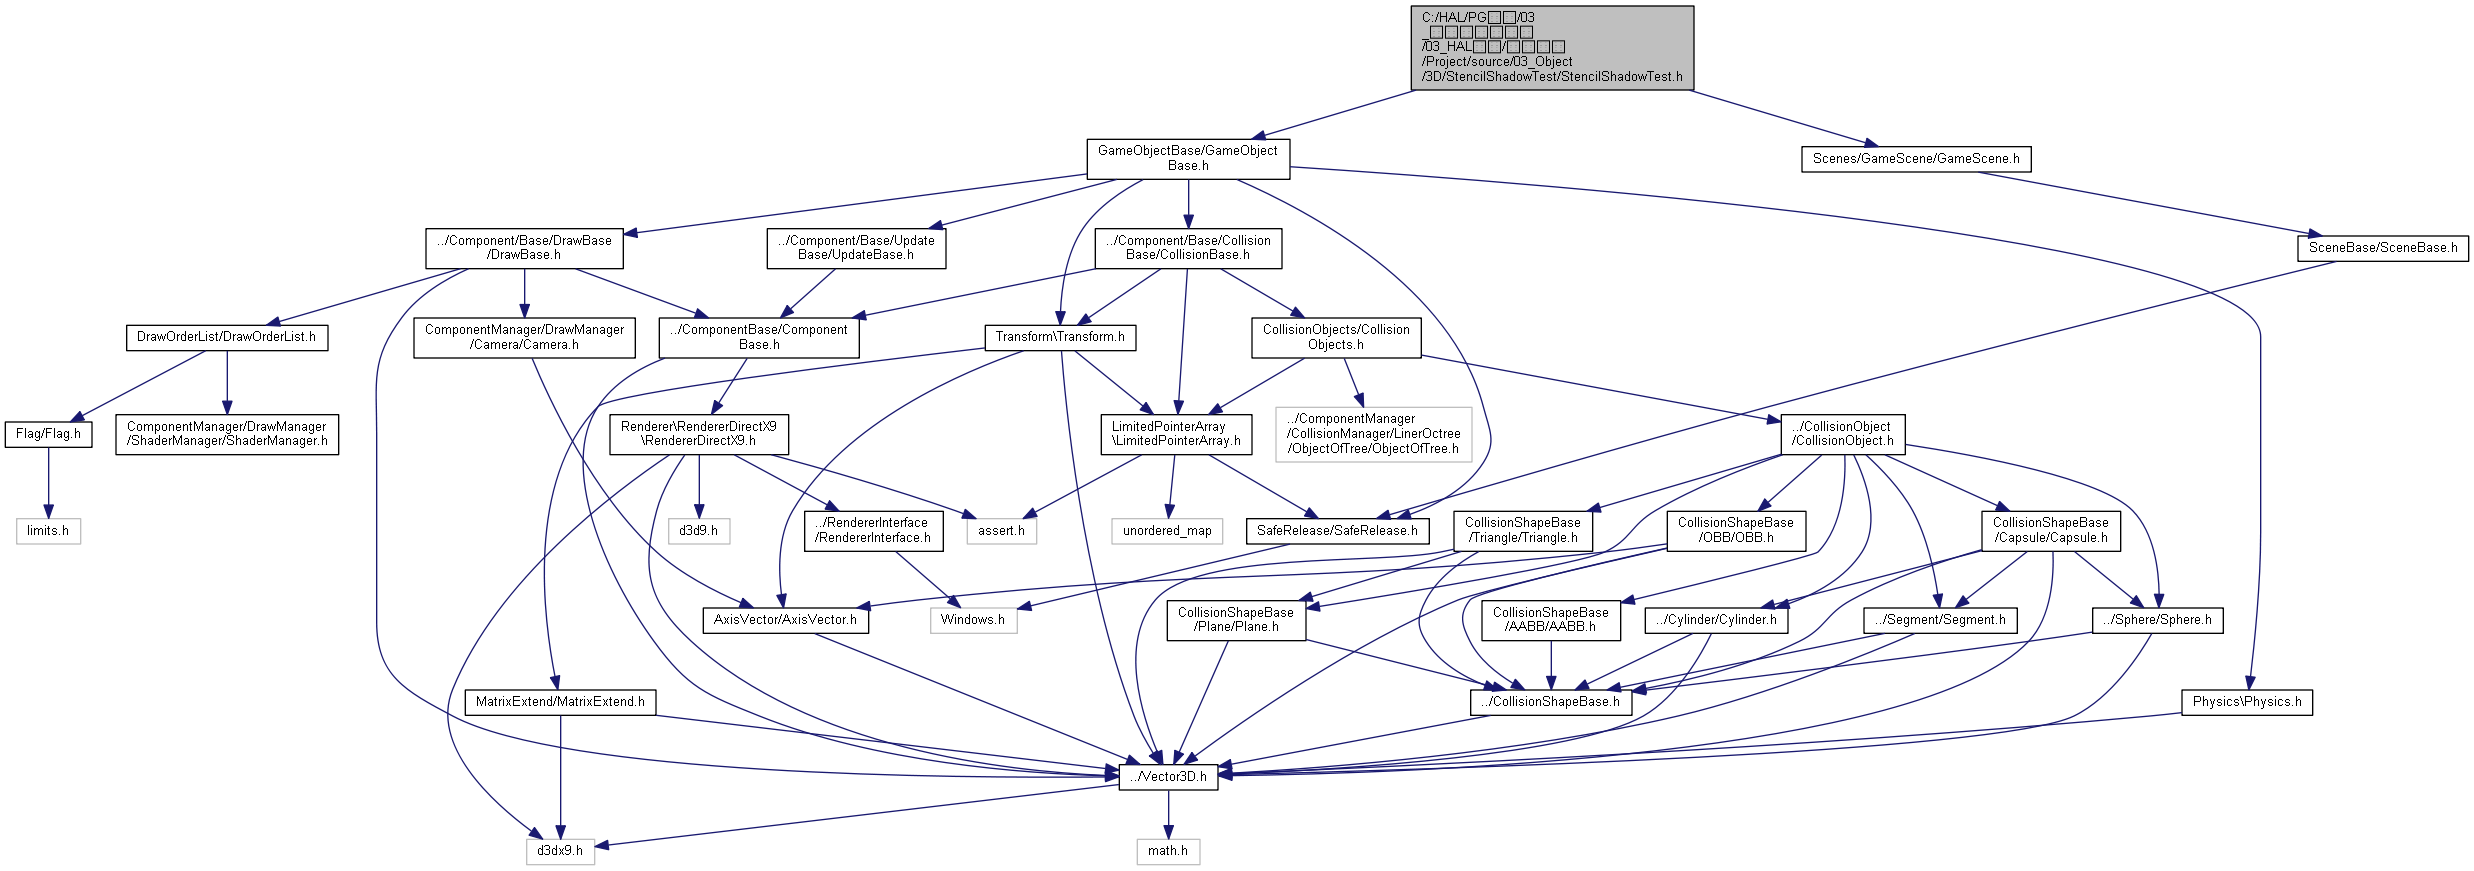 C:/HAL/PG□□/03
_□□□□□□□
/03_HAL□□/□□□□
/Project/source/03_Object
/3D/StencilShadowTest/StencilShadowTest.h
GameObjectBase/GameObject
Base.h
Scenes/GameScene/GameScene.h
../Component/Base/DrawBase
/DrawBase.h
../Component/Base/Update
Base/UpdateBase.h
../Component/Base/Collision
Base/CollisionBase.h
SceneBase/SceneBase.h
DrawOrderList/DrawOrderList.h
ComponentManager/DrawManager
/Camera/Camera.h
../ComponentBase/Component
Base.h
Transform\Transform.h
CollisionObjects/Collision
Objects.h
Flag/Flag.h
ComponentManager/DrawManager
/ShaderManager/ShaderManager.h
Renderer\RendererDirectX9
\RendererDirectX9.h
LimitedPointerArray
\LimitedPointerArray.h
../ComponentManager
/CollisionManager/LinerOctree
/ObjectOfTree/ObjectOfTree.h
../CollisionObject
/CollisionObject.h
limits.h
d3d9.h
../RendererInterface
/RendererInterface.h
assert.h
unordered_map
SafeRelease/SafeRelease.h
CollisionShapeBase
/Triangle/Triangle.h
CollisionShapeBase
/OBB/OBB.h
CollisionShapeBase
/Capsule/Capsule.h
AxisVector/AxisVector.h
Windows.h
CollisionShapeBase
/Plane/Plane.h
CollisionShapeBase
/AABB/AABB.h
../Cylinder/Cylinder.h
../Segment/Segment.h
../Sphere/Sphere.h
MatrixExtend/MatrixExtend.h
../CollisionShapeBase.h
Physics\Physics.h
../Vector3D.h
d3dx9.h
math.h